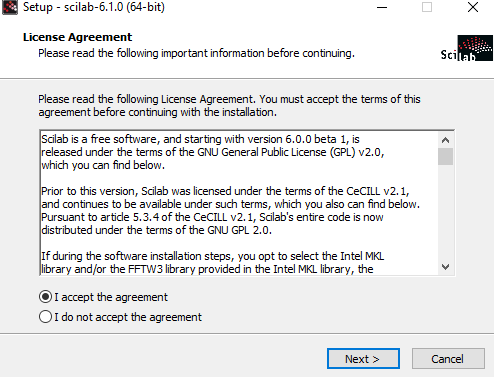 Setup - scilab-6.1.0 (64-bit)
License Agreement
Please read the following important information before continuing.
Scilab
Please read the following License Agreement. You must accept the terms of this
agreement before continuing with the installation.
Scilab is a free software, and starting with version 6.0.0 beta 1, is
released under the terms of the GNU General Public License (GPL) v2.0,
which you can find below.
Prior to this version, Scilab was licensed under the terms of the CeCILL v2.1,
and continues to be available under such terms, which you also can find below.
Pursuant to article 5.3.4 of the CeCILL v2.1, Scilab's entire code is now
distributed under the terms of the GNU GPL 2.0.
If during the software installation steps, you opt to select the Intel MKL
library and/or the FFTW3 library provided in the Intel MKL library, the
I accept the agreement
I do not accept the agreement
Next >
Cancel